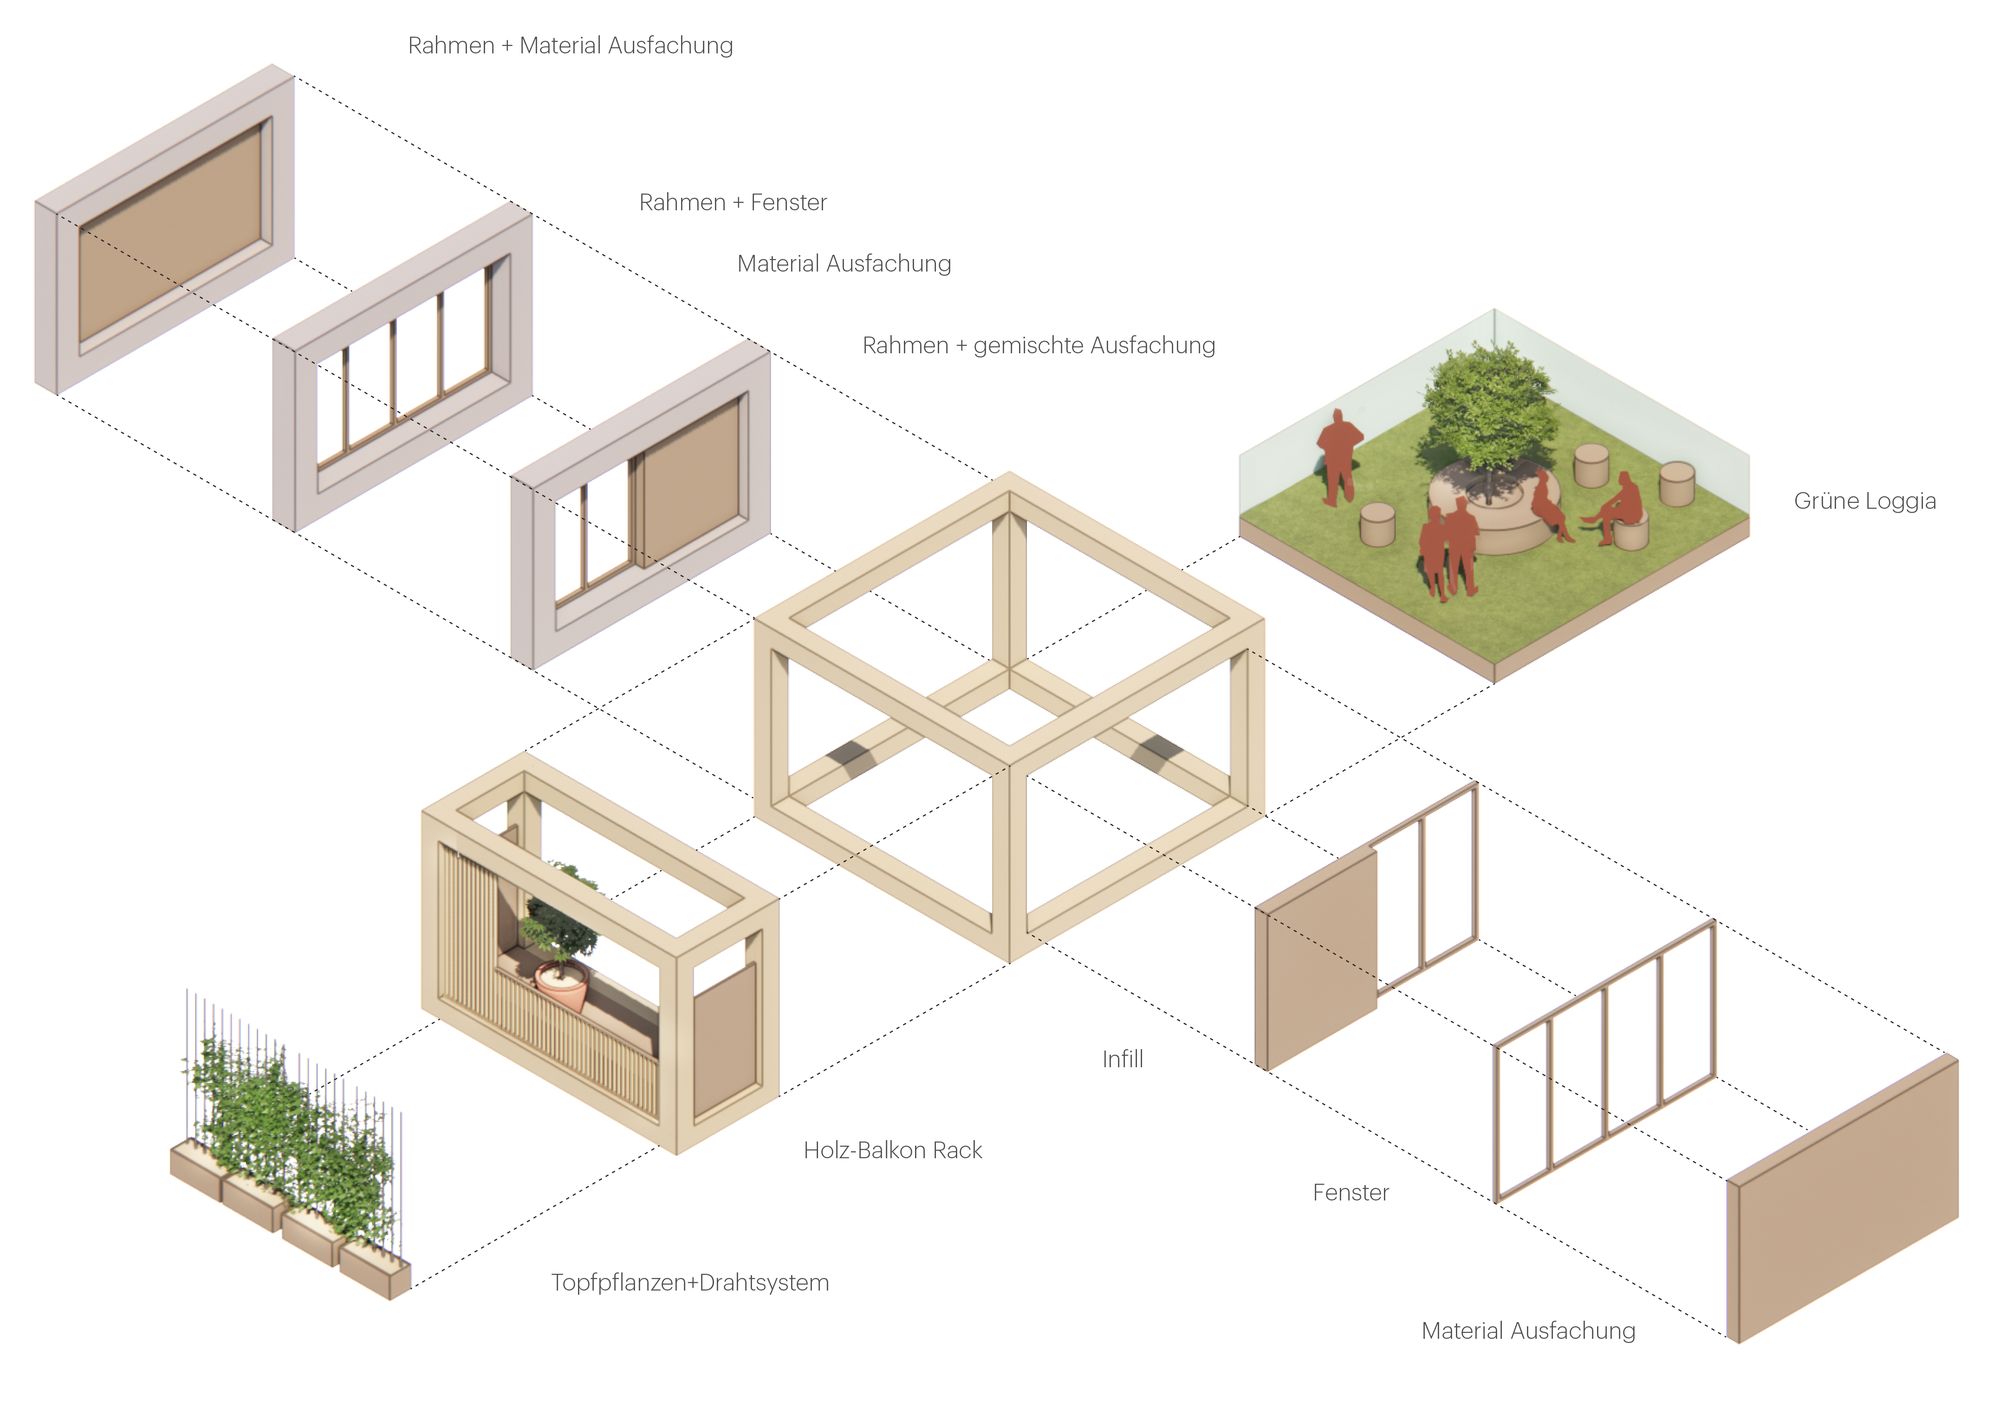 Rahmen + Material Ausfachung
Rahmen + Fenster
Material Ausfachung
Rahmen + gemischte Ausfachung
Grüne Loggia
Infill
Holz-Balkon Rack
Fenster
Topfpflanzen+Drahtsystem
Material Ausfachung